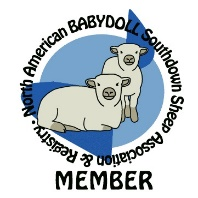 North American BABYDOLL Southdown Sheep Association & Registry •
MEMBER